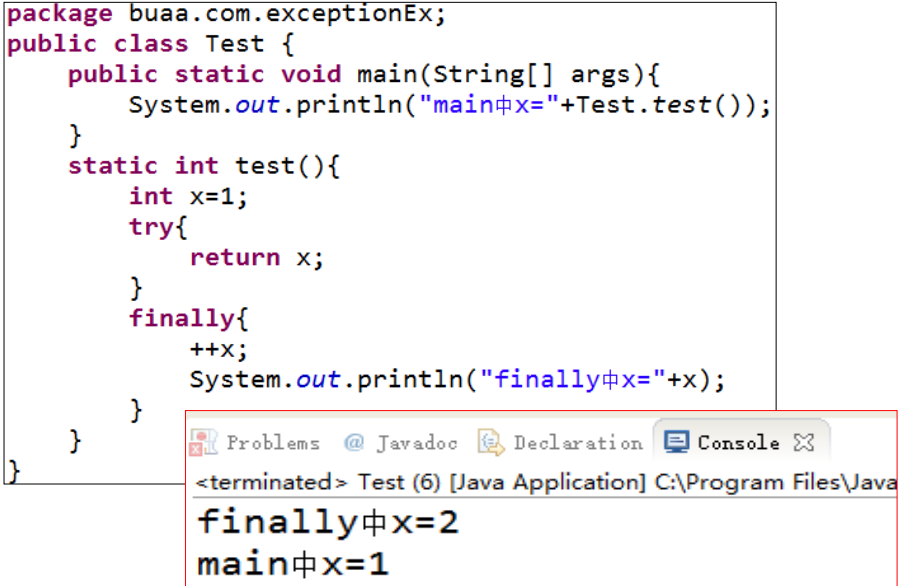 package buaa.com.exceptionEx;
public class Test {
    public static void main(String[] args){
        System.out.println("main中x="+Test.test());
    }
    static int test(){
        int x=1;
        try{
            return x;
        }
        finally{
            ++x;
            System.out.println("finally中x="+x);
        }
    }
}
Problems @ Javadoc Declaration Console
<terminated> Test (6) [Java Application] C:\Program Files\Java
finally中x=2
main中x=1